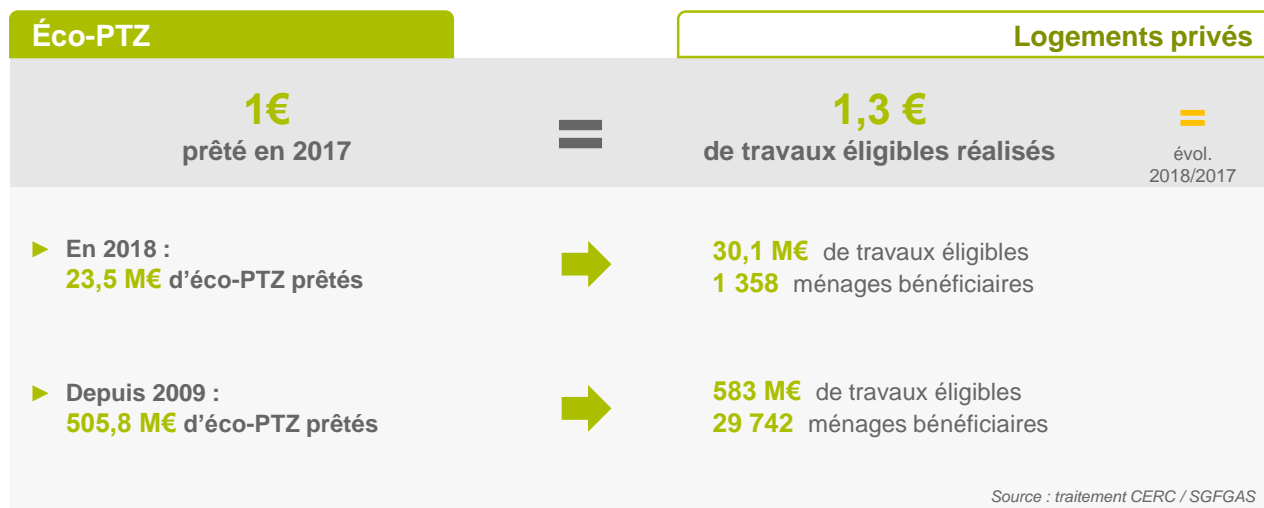 Éco-PTZ
Logements privés
1€
prêté en 2017
=
1,3 €
de travaux éligibles réalisés
=
évol.
2018/2017
► En 2018 :
23,5 M€ d'éco-PTZ prêtés
30,1 M€ de travaux éligibles
1 358 ménages bénéficiaires
► Depuis 2009 :
505,8 M€ d'éco-PTZ prêtés
583 M€ de travaux éligibles
29 742 ménages bénéficiaires
Source : traitement CERC / SGFGAS